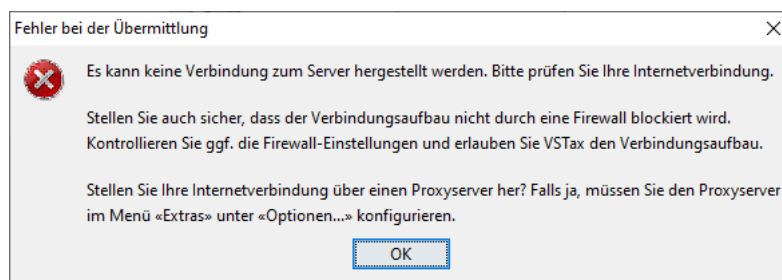 Fehler bei der Übermittlung
Es kann keine Verbindung zum Server hergestellt werden. Bitte prüfen Sie Ihre Internetverbindung.
Stellen Sie auch sicher, dass der Verbindungsaufbau nicht durch eine Firewall blockiert wird.
Kontrollieren Sie ggf. die Firewall-Einstellungen und erlauben Sie VSTax den Verbindungsaufbau.
Stellen Sie Ihre Internetverbindung über einen Proxyserver her? Falls ja, müssen Sie den Proxyserver
im Menü «Extras» unter «Optionen...» konfigurieren.
OK